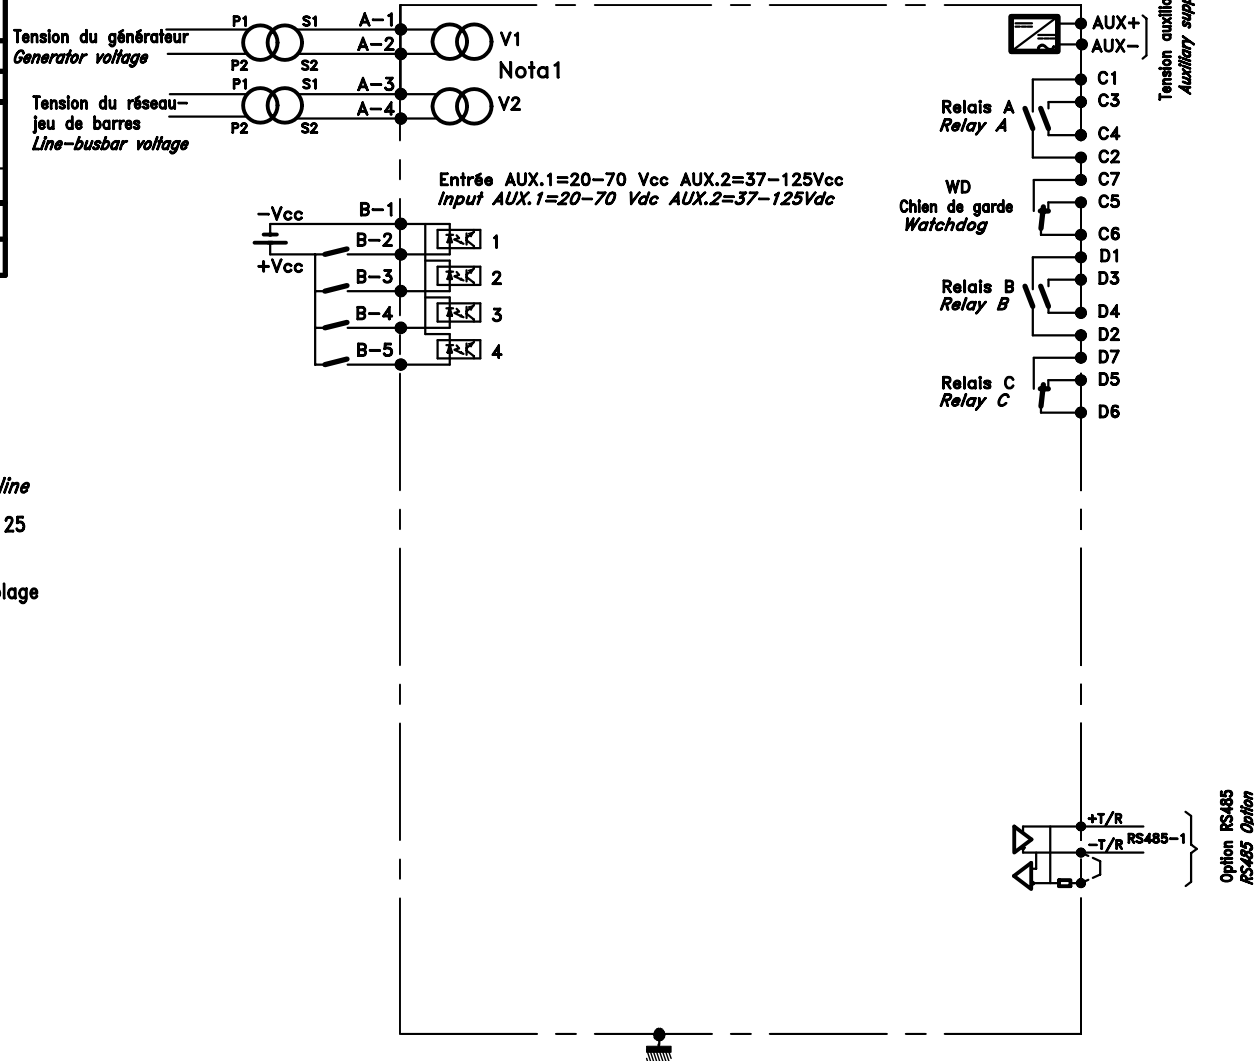 P1 S1 A-1
Tension du générateur
Generator voltage
A-2
P2 S2
V1
Nota1
P1 S1 A-3
Tension du réseau-
jeu de barres
Line-busbar voltage
A-4
P2 S2
V2
Entrée AUX.1=20-70 Vcc AUX.2=37-125Vcc
Input AUX.1=20-70 Vdc AUX.2=37-125Vdc
-Vcc
+Vcc
B-1
B-2
1
B-3
2
B-4
3
B-5
4
line
25
AUX+
AUX-
Tension
Auxiliary
C1
Relais A
Relay A
C3
C4
C2
C7
WD
Chien de garde
Watchdog
C5
C6
D1
D3
Relais B
Relay B
D4
D2
D7
Relais C
Relay C
D5
D6
+T/R
-T/R
RS485-1
Option RS485
RS485 Option